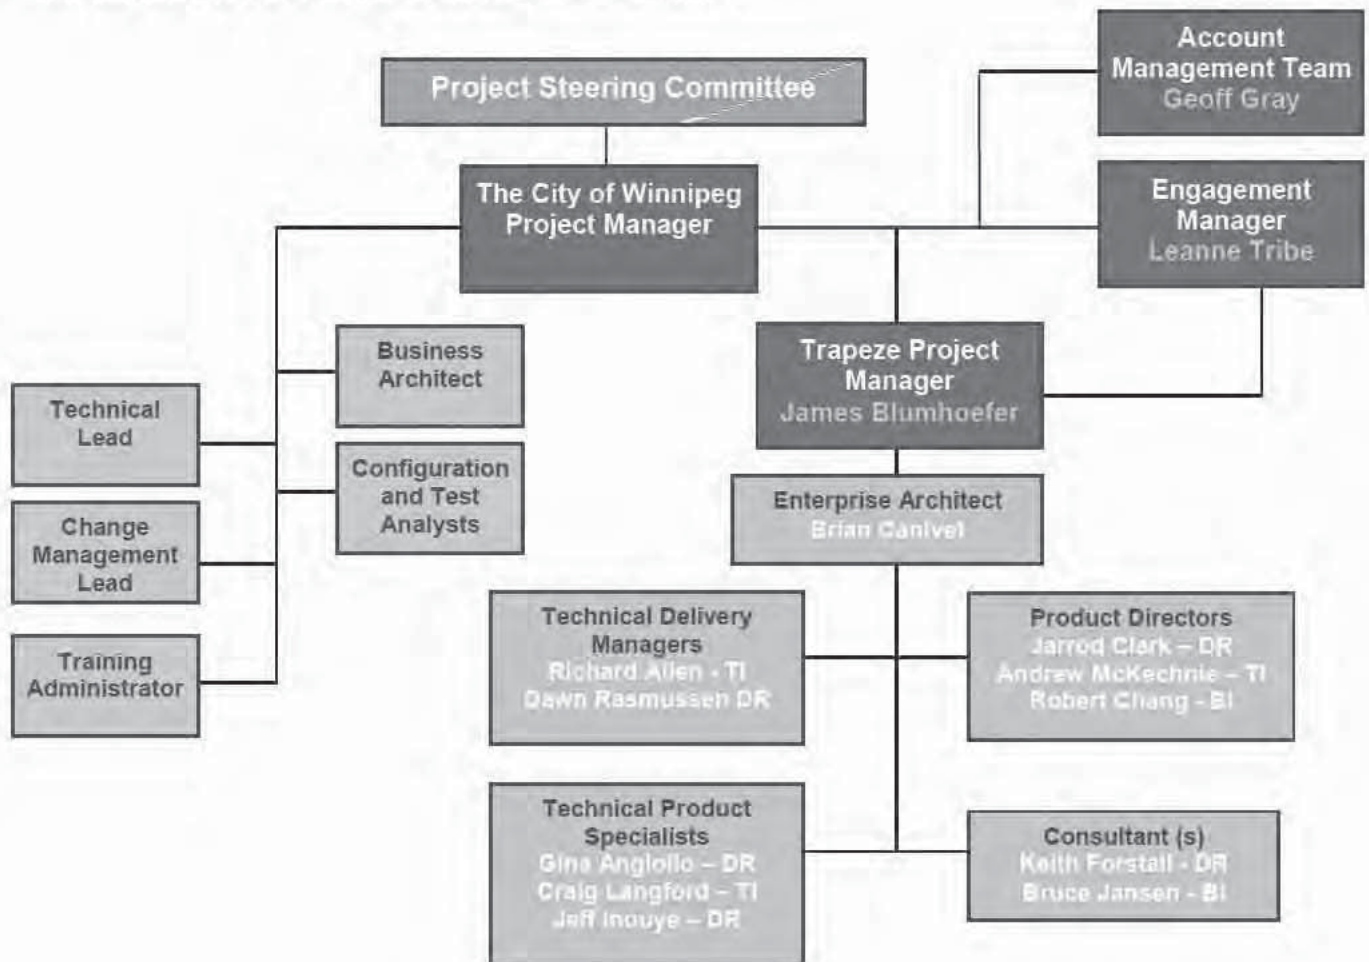 Project Steering Committee
Account
Management Team
Geoff Gray
The City of Winnipeg
Project Manager
Engagement
Manager
Leanne Tribe
Trapeze Project
Manager
James Blumhoefer
Business
Architect
Technical
Lead
Configuration
and Test
Analysts
Change
Management
Lead
Training
Administrator
Enterprise Architect
Brian Canivel
Technical Delivery
Managers
Richard Allen - TI
Dawn Rasmussen DR
Product Directors
Jarrod Clark – DR
Andrew McKechnie – TI
Robert Chang - BI
Technical Product
Specialists
Gina Angiolio – DR
Craig Langford – TI
Jeff Inouye – DR
Consultant (s)
Keith Forstall - DR
Bruce Jansen - BI